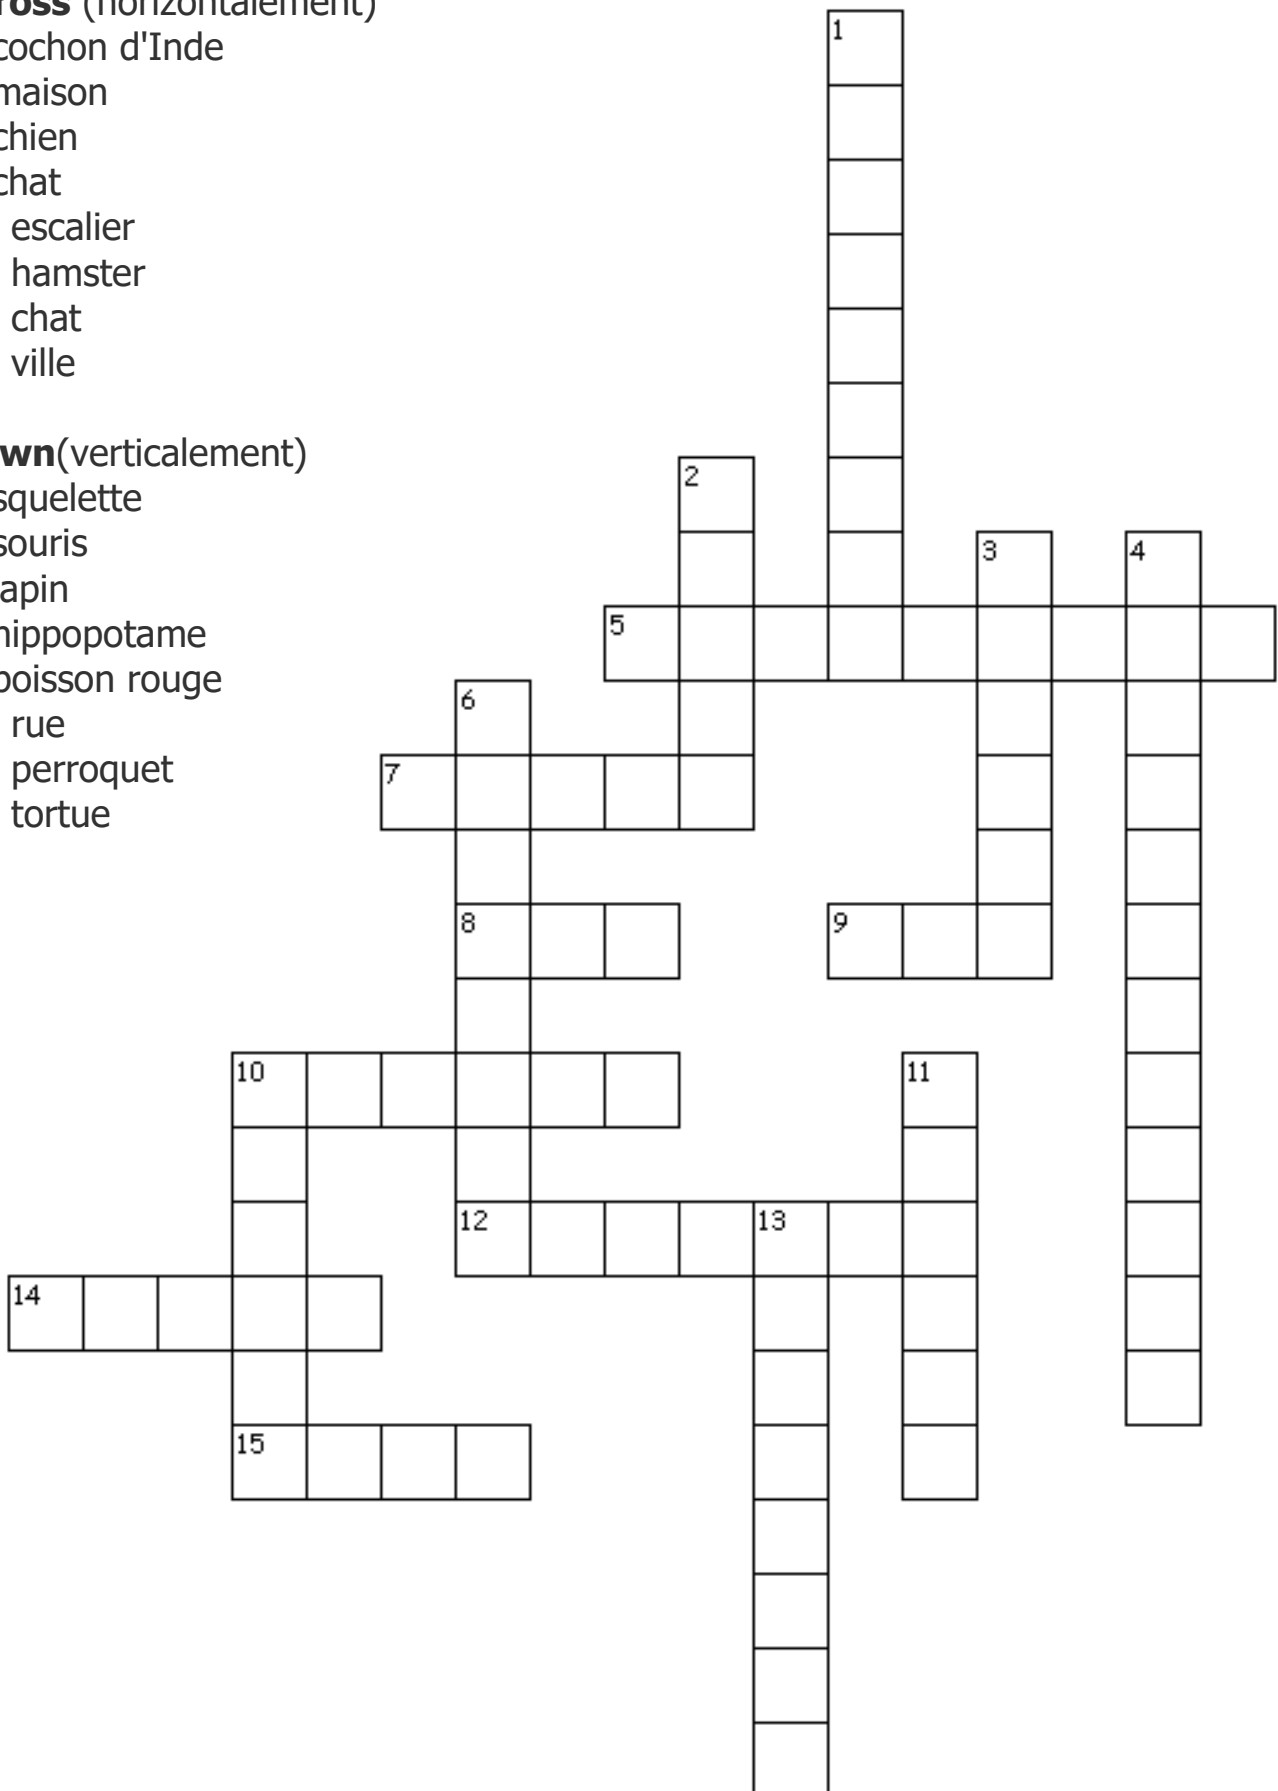 ross (horizontalement)
cochon d'Inde
maison
chien
chat
escalier
hamster
chat
ville
wn(verticalement)
squelette
souris
lapin
hippopotame
poisson rouge
rue
perroquet
tortue
1
2
3
4
5
6
7
8
9
10
11
12
13
14
15